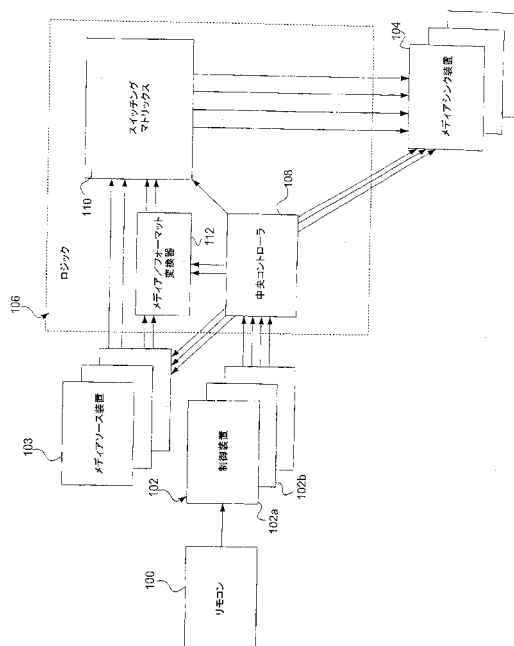 106
ロジック
110
スイッチング
マトリックス
104
メディアシンク装置
103
メディアソース装置
メディア/フォーマット
変換器
112
108
中央コントローラ
102
制御装置
102a
102b
100
リモコン